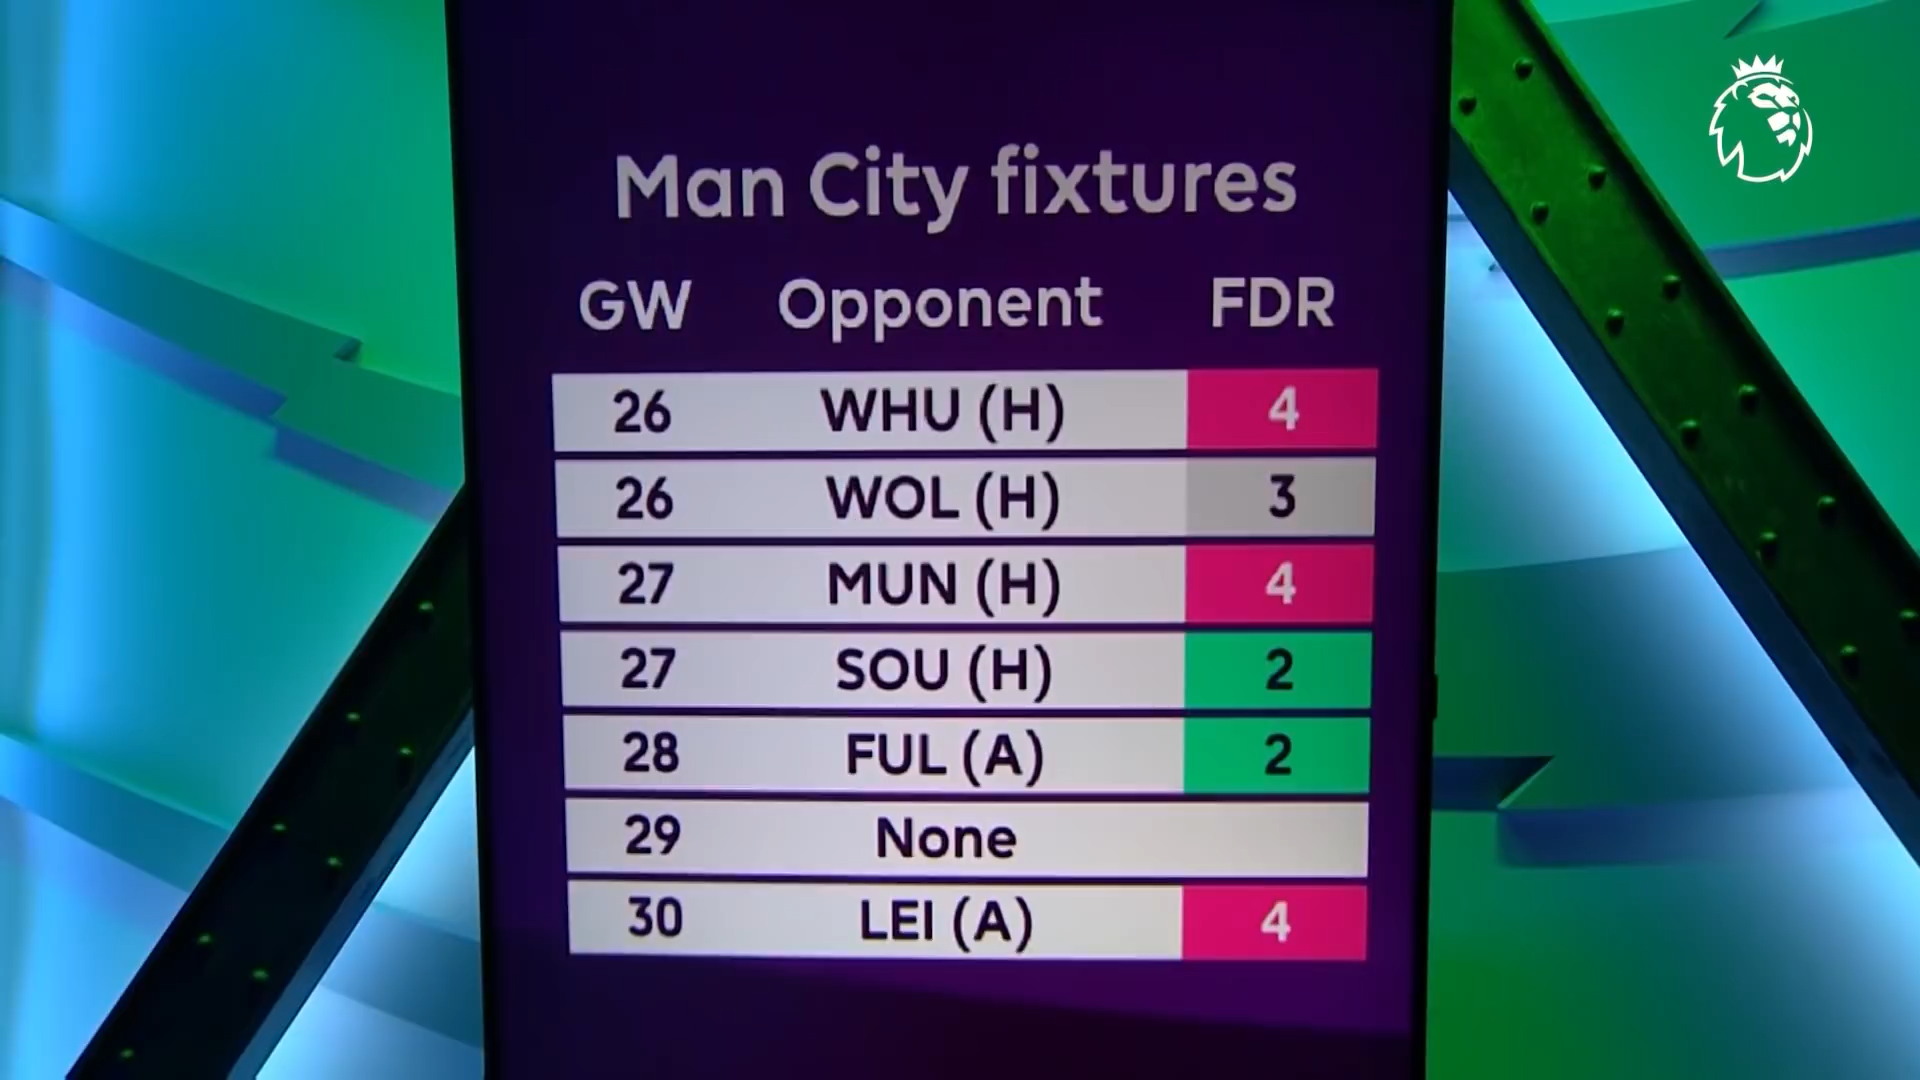 Man City fixtures
GW Opponent FDR
26 WHU (H) 4
26 WOL (H) 3
27 MUN (H) 4
27 SOU (H) 2
28 FUL (A) 2
29 None
30 LEI (A) 4